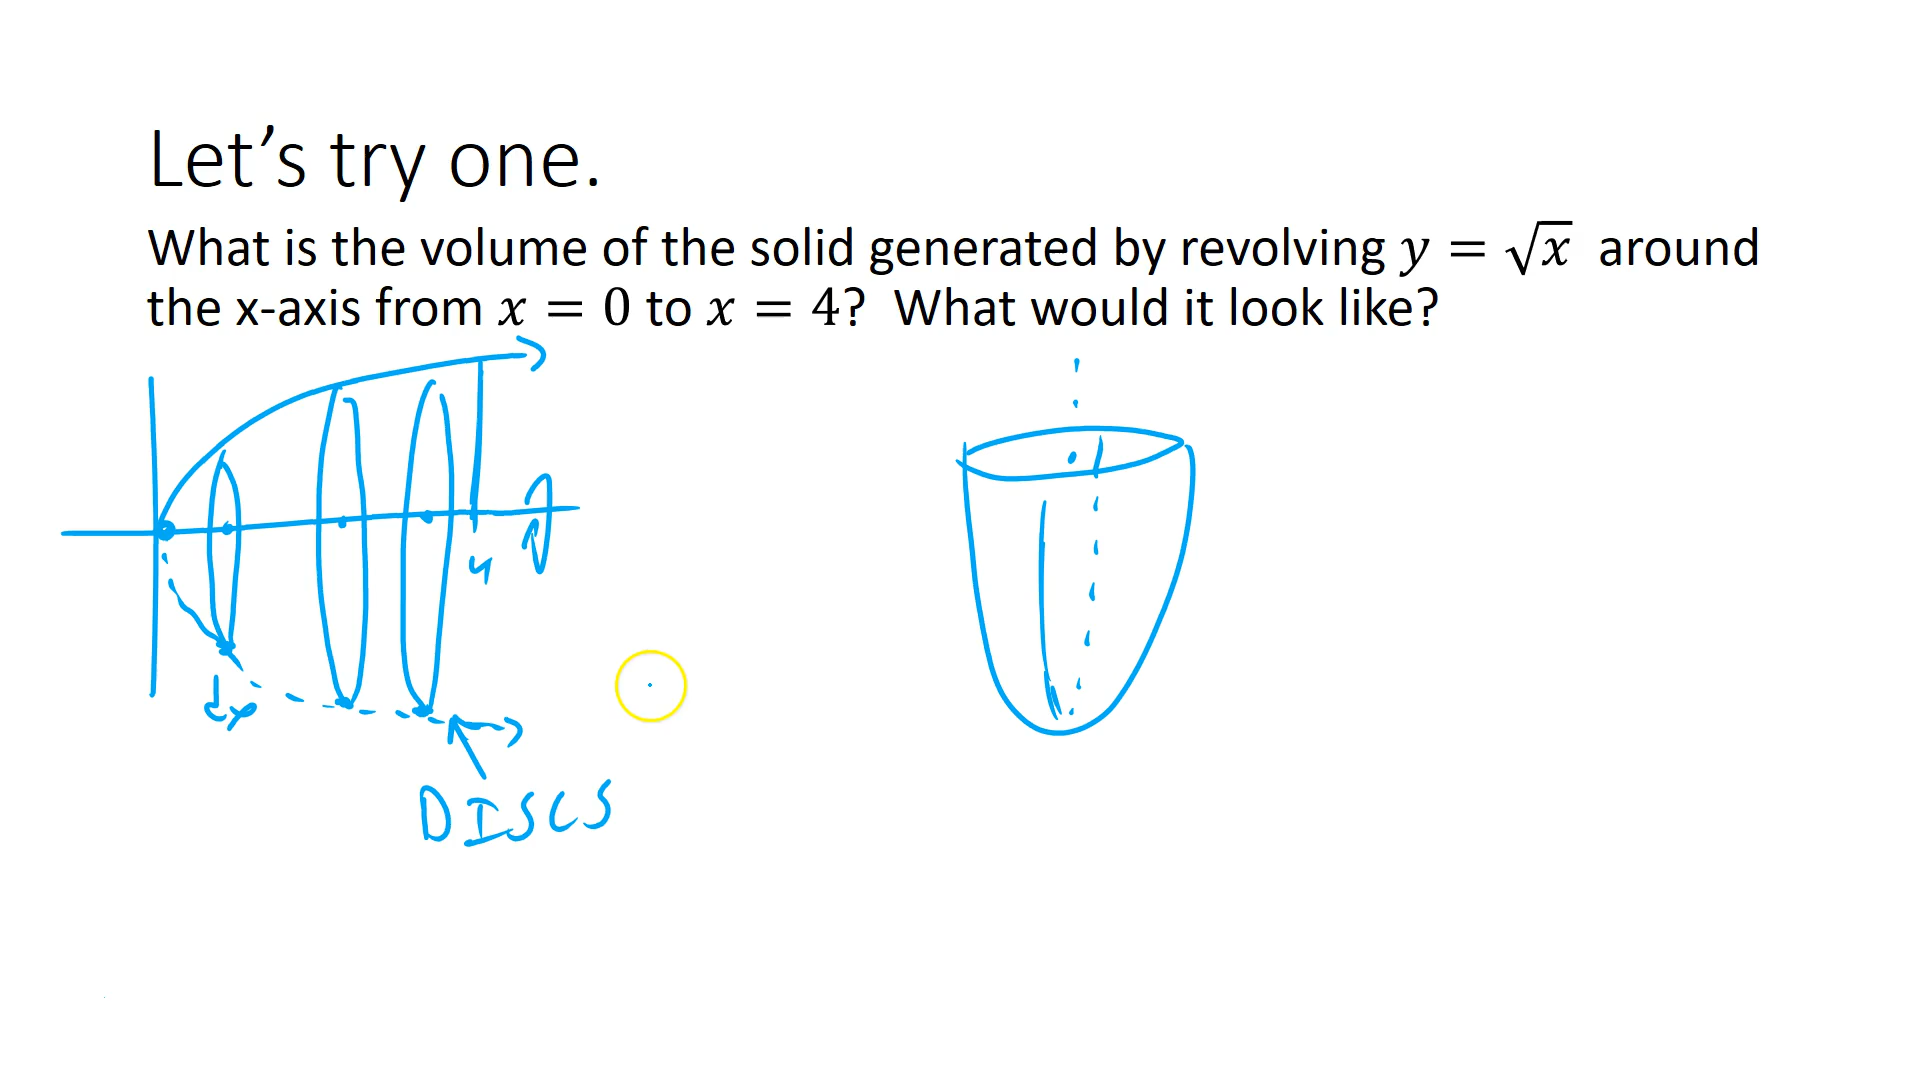 Let’s try one.
What is the volume of the solid generated by revolving y = √x around
the x-axis from x = 0 to x = 4? What would it look like?
4
DISCS